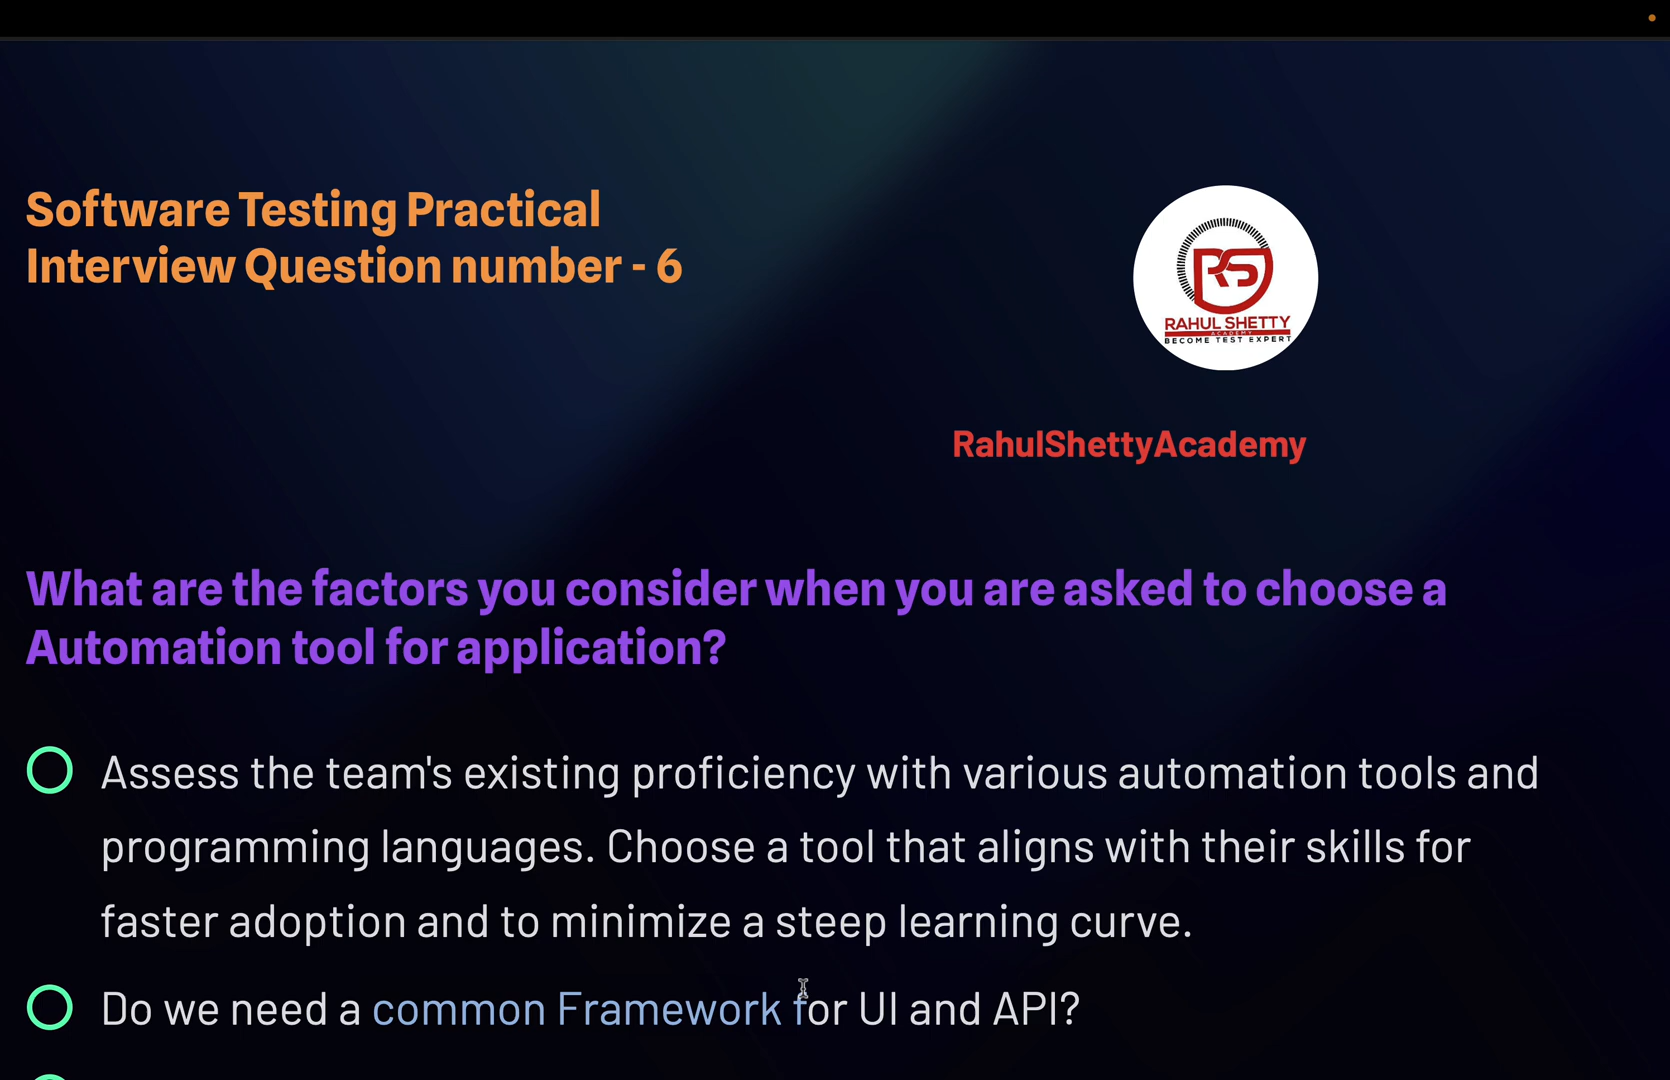 Software Testing Practical
Interview Question number - 6
RS
RAHUL SHETTY
ACADEMY
BECOME TEST EXPERT
RahulShettyAcademy
What are the factors you consider when you are asked to choose a
Automation tool for application?
Assess the team's existing proficiency with various automation tools and
programming languages. Choose a tool that aligns with their skills for
faster adoption and to minimize a steep learning curve.
Do we need a common Framework for UI and API?